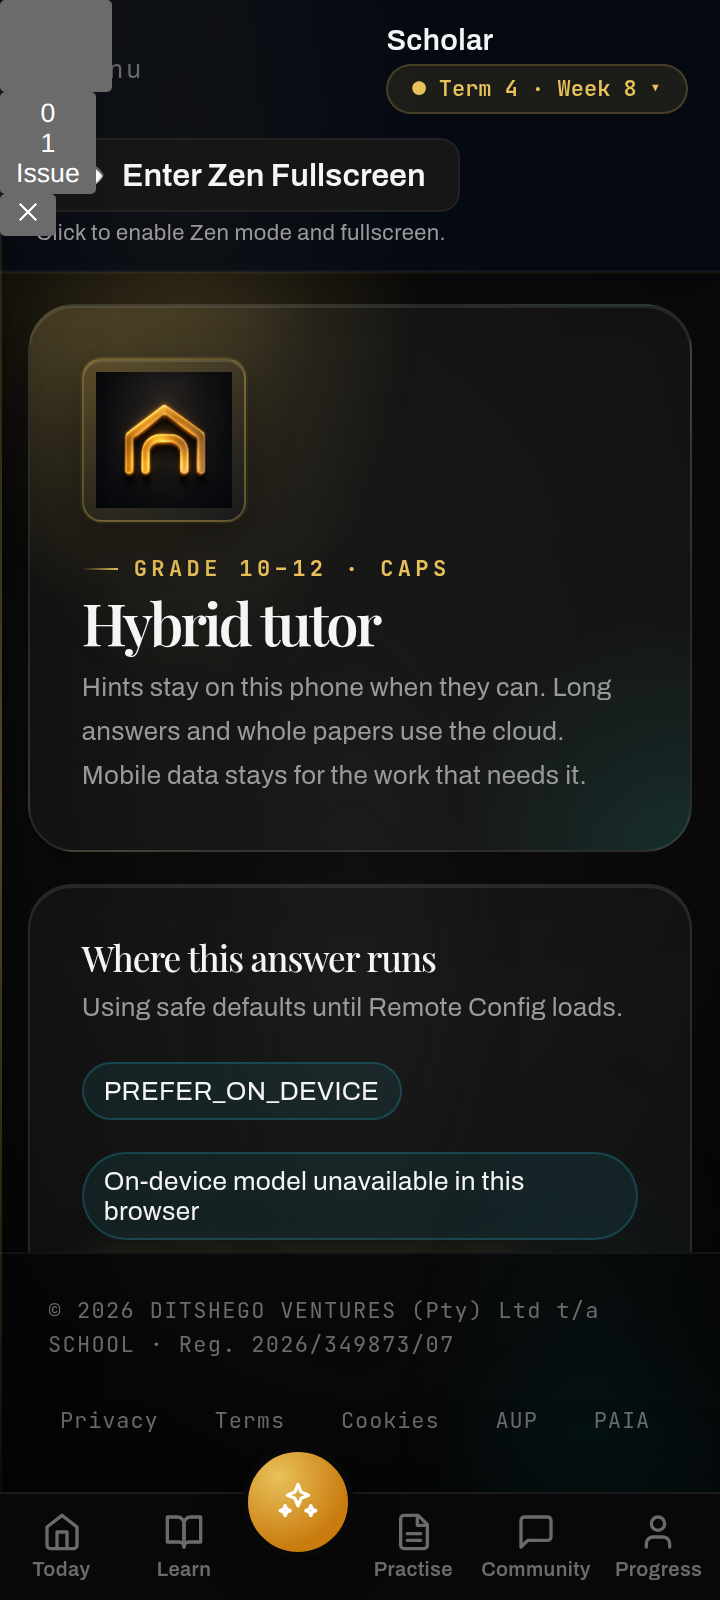 Scholar
Term 4 · Week 8 ▾
0
1
Issue
Enter Zen Fullscreen
Click to enable Zen mode and fullscreen.
GRADE 10–12 · CAPS
Hybrid tutor
Hints stay on this phone when they can. Long
answers and whole papers use the cloud.
Mobile data stays for the work that needs it.
Where this answer runs
Using safe defaults until Remote Config loads.
PREFER_ON_DEVICE
On-device model unavailable in this
browser
© 2026 DITSHEGO VENTURES (Pty) Ltd t/a
SCHOOL · Reg. 2026/349873/07
Privacy Terms Cookies AUP PAIA
Today Learn Practise Community Progress